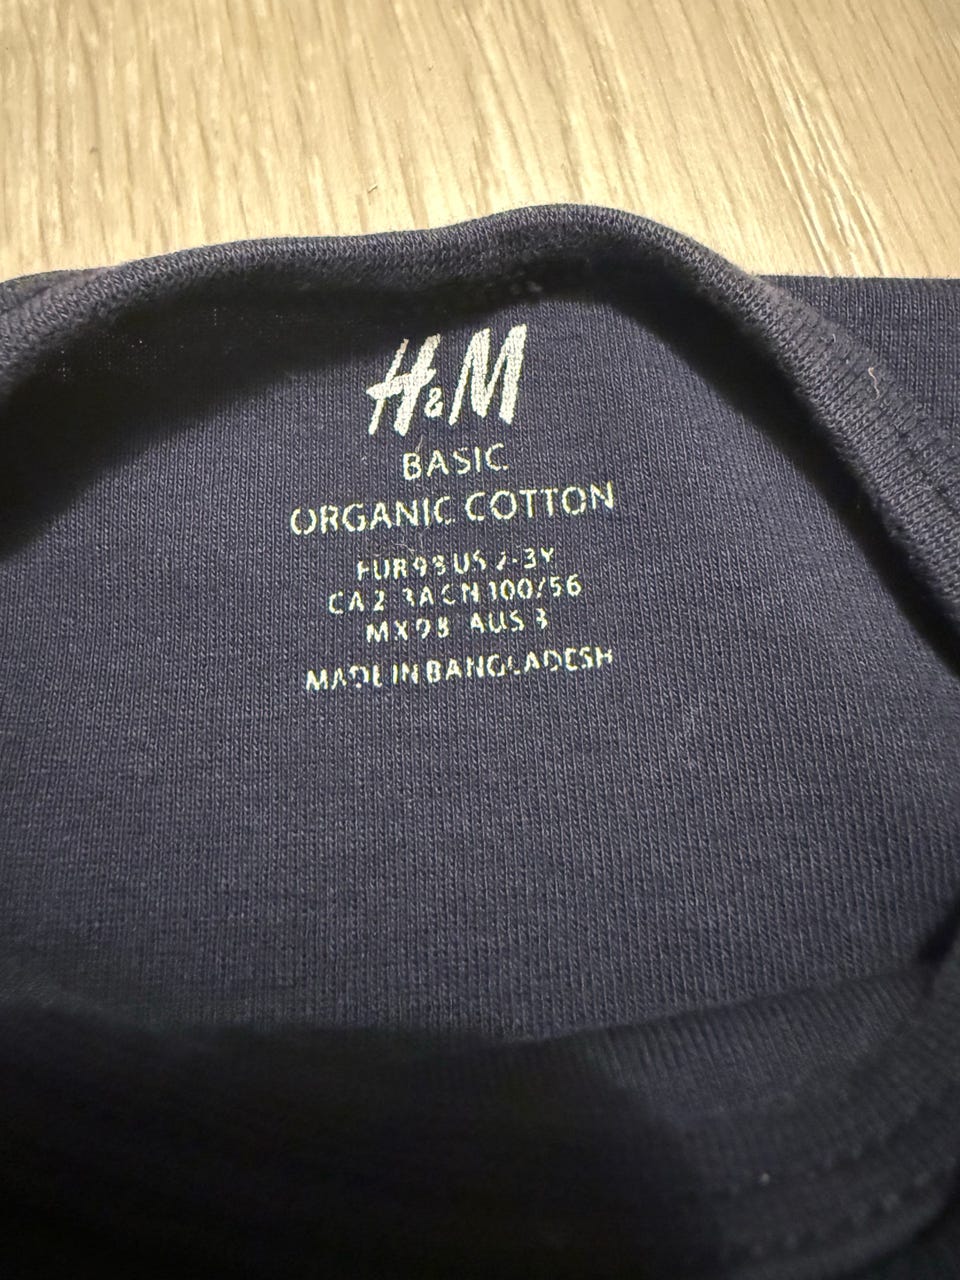 H&M
BASIC
ORGANIC COTTON
EUR 98 US 2-3Y
CA 2-3A CN 100/56
MX 98 AUS 3
MADE IN BANGLADESH